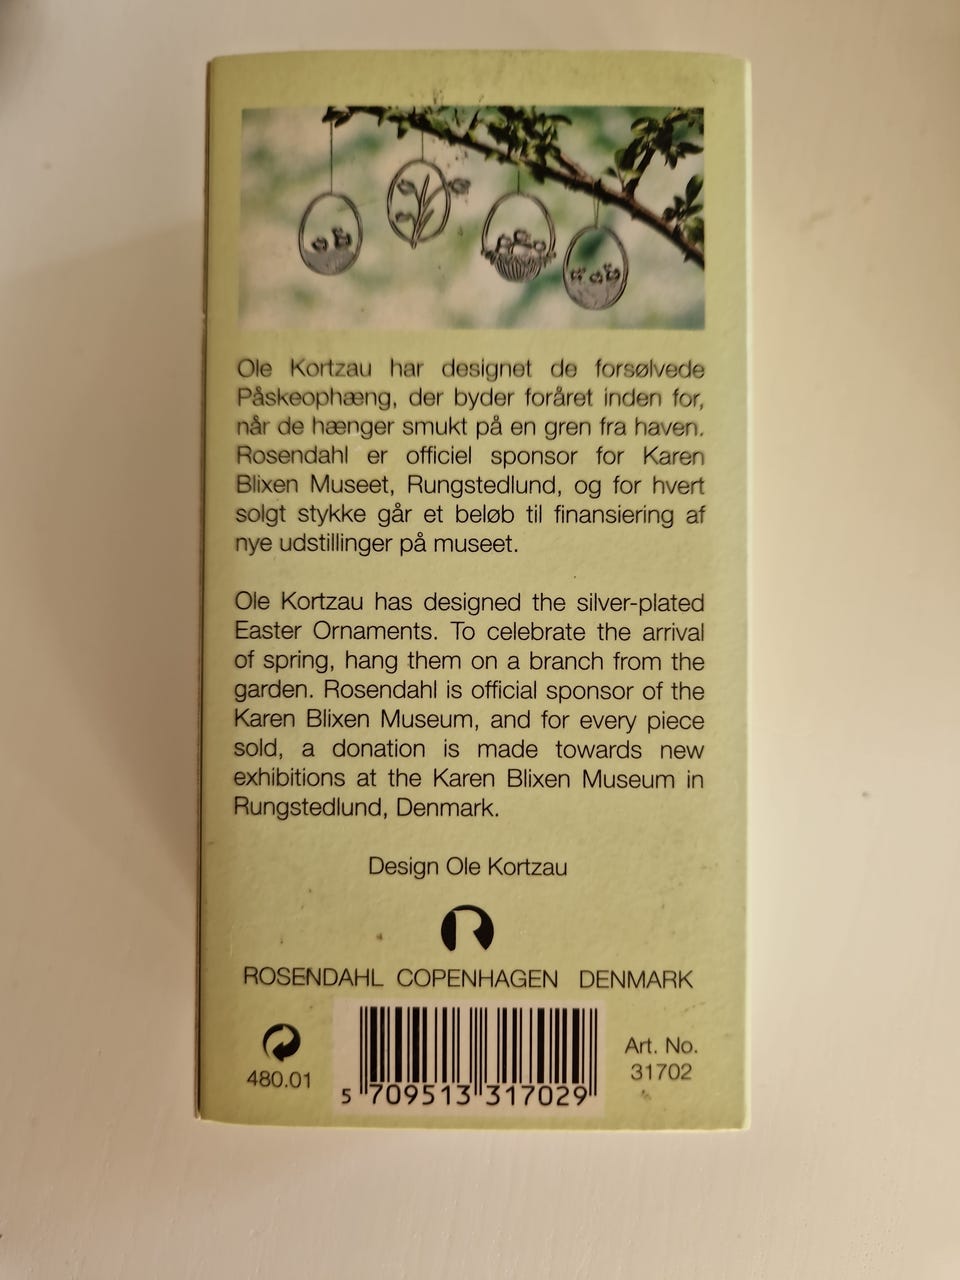 Ole Kortzau har designet de forsølvede
Påskeophæng, der byder foråret inden for,
når de hænger smukt på en gren fra haven.
Rosendahl er officiel sponsor for Karen
Blixen Museet, Rungstedlund, og for hvert
solgt stykke går et beløb til finansiering af
nye udstillinger på museet.
Ole Kortzau has designed the silver-plated
Easter Ornaments. To celebrate the arrival
of spring, hang them on a branch from the
garden. Rosendahl is official sponsor of the
Karen Blixen Museum, and for every piece
sold, a donation is made towards new
exhibitions at the Karen Blixen Museum in
Rungstedlund, Denmark.
Design Ole Kortzau
ROSENDAHL COPENHAGEN DENMARK
480.01
5 709513 317029
Art. No.
31702